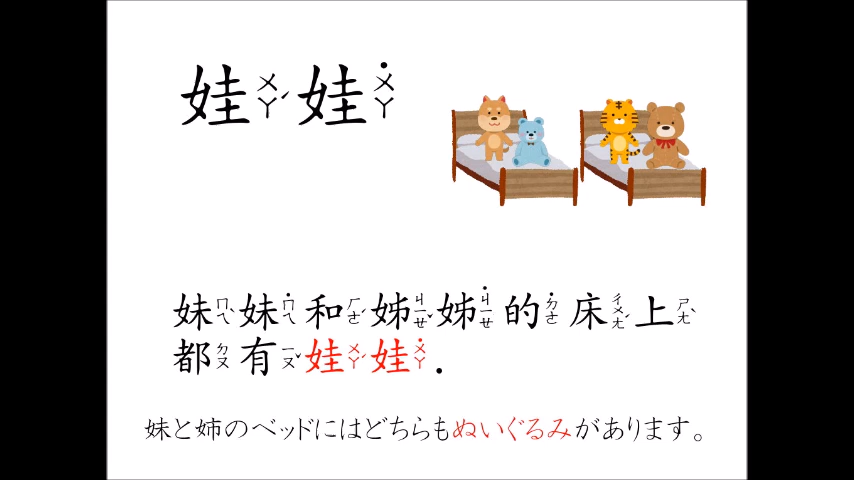 娃ㄨㄚˊ娃˙ㄨㄚ
妹ㄇㄟˋ妹˙ㄇㄟ和ㄏㄜˊ姊ㄐㄧㄝˇ姊˙ㄐㄧㄝ的˙ㄉㄜ床ㄔㄨㄤˊ上ㄕㄤˋ
都ㄉㄡ有ㄧㄡˇ娃ㄨㄚˊ娃˙ㄨㄚ.
妹と姉のベッドにはどちらもぬいぐるみがあります。